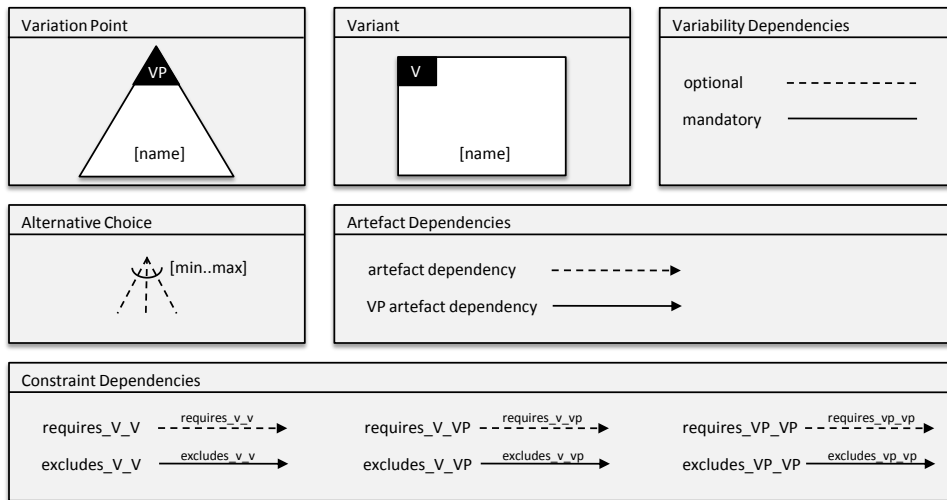 Variation Point
VP
[name]
Variant
V
[name]
Variability Dependencies
optional
mandatory
Alternative Choice
[min..max]
Artefact Dependencies
artefact dependency
VP artefact dependency
Constraint Dependencies
requires_V_V requires_v_v requires_V_VP requires_v_vp requires_VP_VP requires_vp_vp
excludes_V_V excludes_v_v excludes_V_VP excludes_v_vp excludes_VP_VP excludes_vp_vp